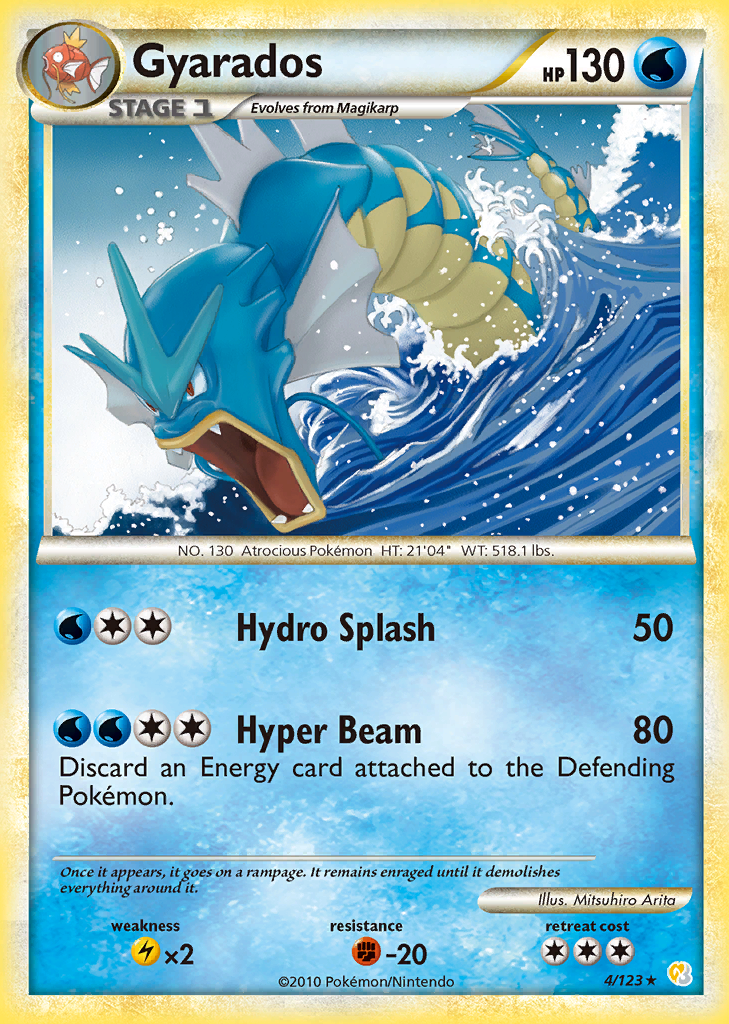 Gyarados
HP 130
STAGE 1
Evolves from Magikarp
NO. 130 Atrocious Pokémon HT: 21'04" WT: 518.1 lbs.
Hydro Splash 50
Hyper Beam 80
Discard an Energy card attached to the Defending
Pokémon.
Once it appears, it goes on a rampage. It remains enraged until it demolishes
everything around it.
Illus. Mitsuhiro Arita
weakness resistance retreat cost
×2 -20
©2010 Pokémon/Nintendo 4/123 ★